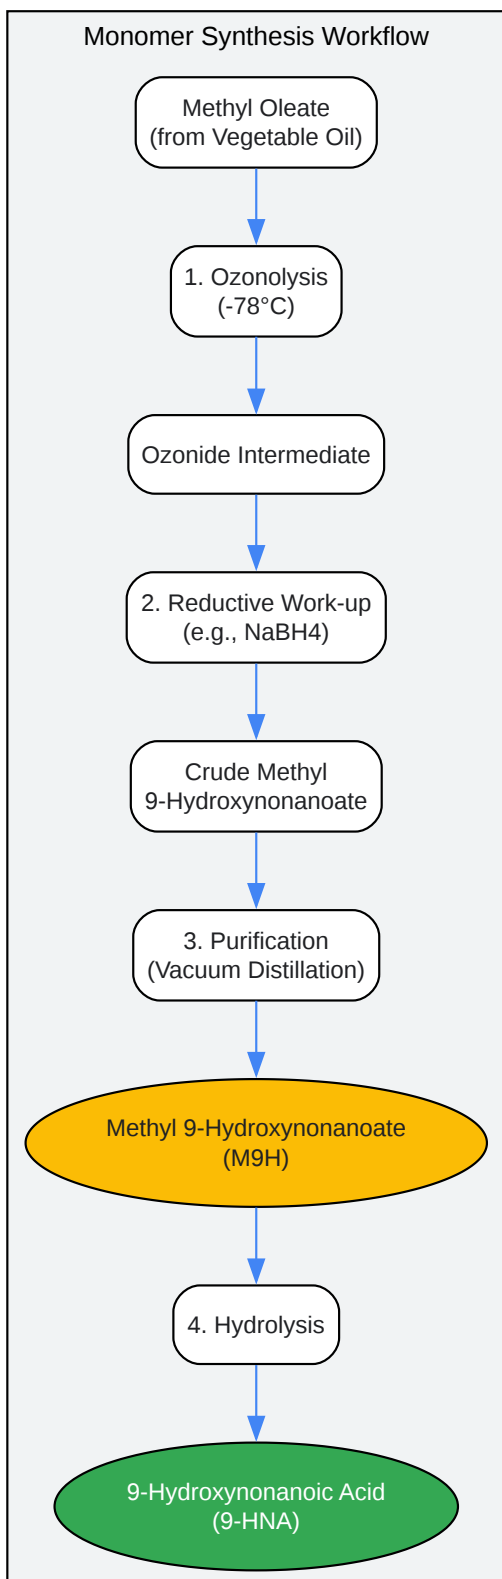 Monomer Synthesis Workflow
Methyl Oleate
(from Vegetable Oil)
1. Ozonolysis
(-78°C)
Ozonide Intermediate
2. Reductive Work-up
(e.g., NaBH4)
Crude Methyl
9-Hydroxynonanoate
3. Purification
(Vacuum Distillation)
Methyl 9-Hydroxynonanoate
(M9H)
4. Hydrolysis
9-Hydroxynonanoic Acid
(9-HNA)